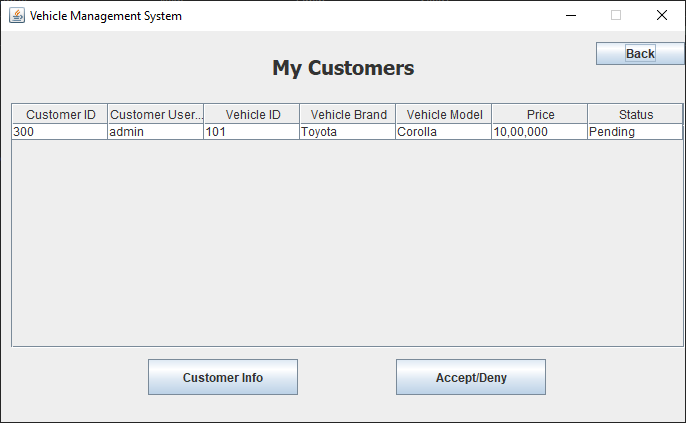 Vehicle Management System
Back
My Customers
Customer ID Customer User... Vehicle ID Vehicle Brand Vehicle Model Price Status
300 admin 101 Toyota Corolla 10,00,000 Pending
Customer Info Accept/Deny